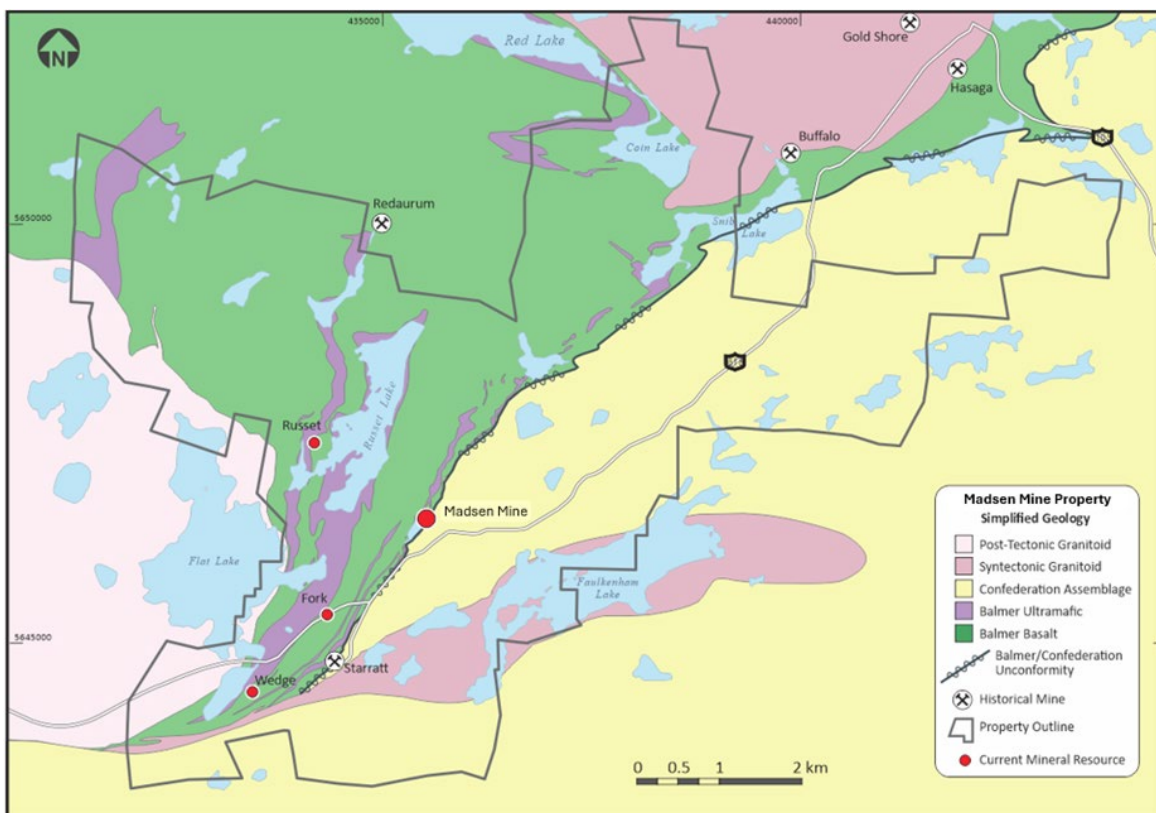 435000
440000
N
Red Lake
Gold Shore
Hasaga
Buffalo
Coin Lake
Redaurum
5650000
Snib
Lake
Russet Lake
Russet
Madsen Mine
Flat Lake
Fork
Faulkenham
Lake
5645000
Starratt
Wedge
0 0.5 1 2 km
Madsen Mine Property
Simplified Geology
Post-Tectonic Granitoid
Syntectonic Granitoid
Confederation Assemblage
Balmer Ultramafic
Balmer Basalt
Balmer/Confederation
Unconformity
Historical Mine
Property Outline
Current Mineral Resource